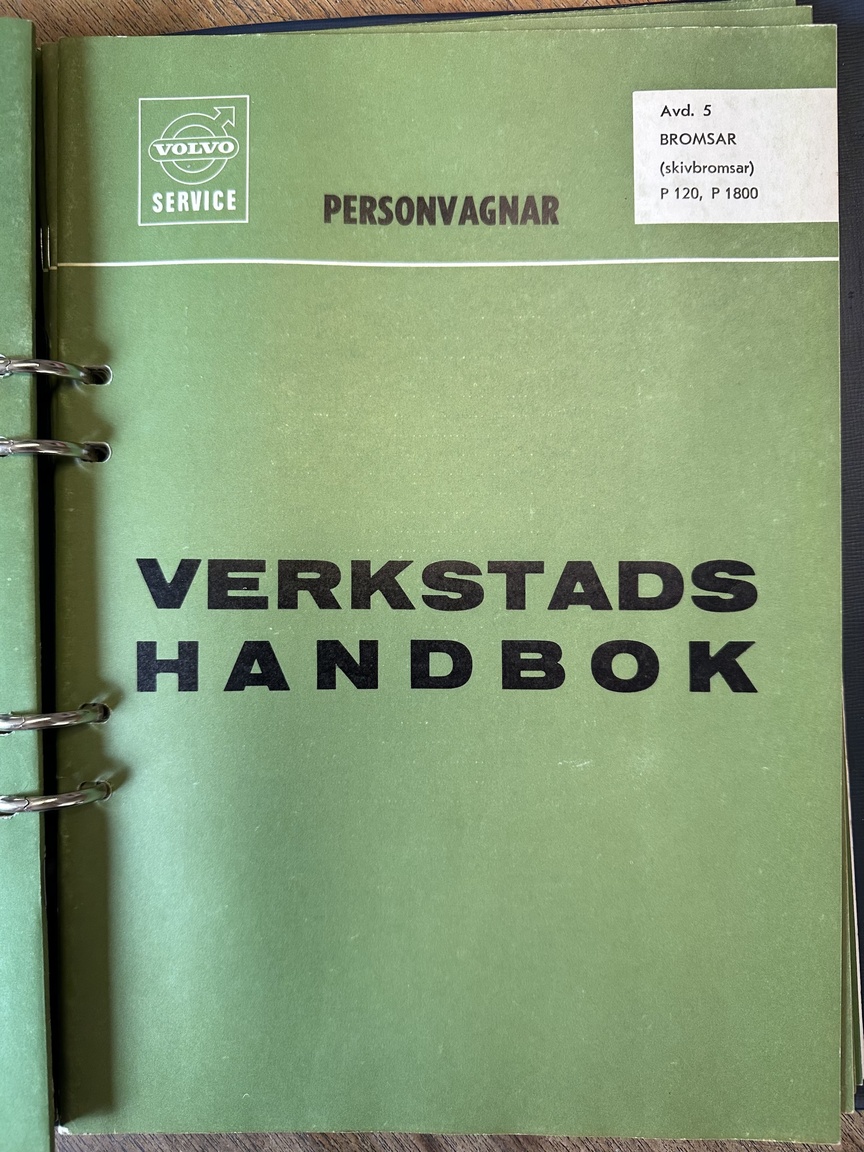 VOLVO
SERVICE
PERSONVAGNAR
Avd. 5
BROMSAR
(skivbromsar)
P 120, P 1800
VERKSTADS
HANDBOK